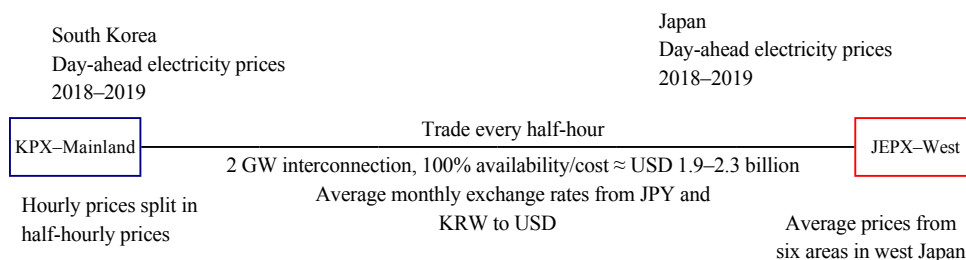 South Korea
Day-ahead electricity prices
2018–2019
Japan
Day-ahead electricity prices
2018–2019
KPX–Mainland
Trade every half-hour
JEPX–West
2 GW interconnection, 100% availability/cost ≈ USD 1.9–2.3 billion
Average monthly exchange rates from JPY and
KRW to USD
Hourly prices split in
half-hourly prices
Average prices from
six areas in west Japan